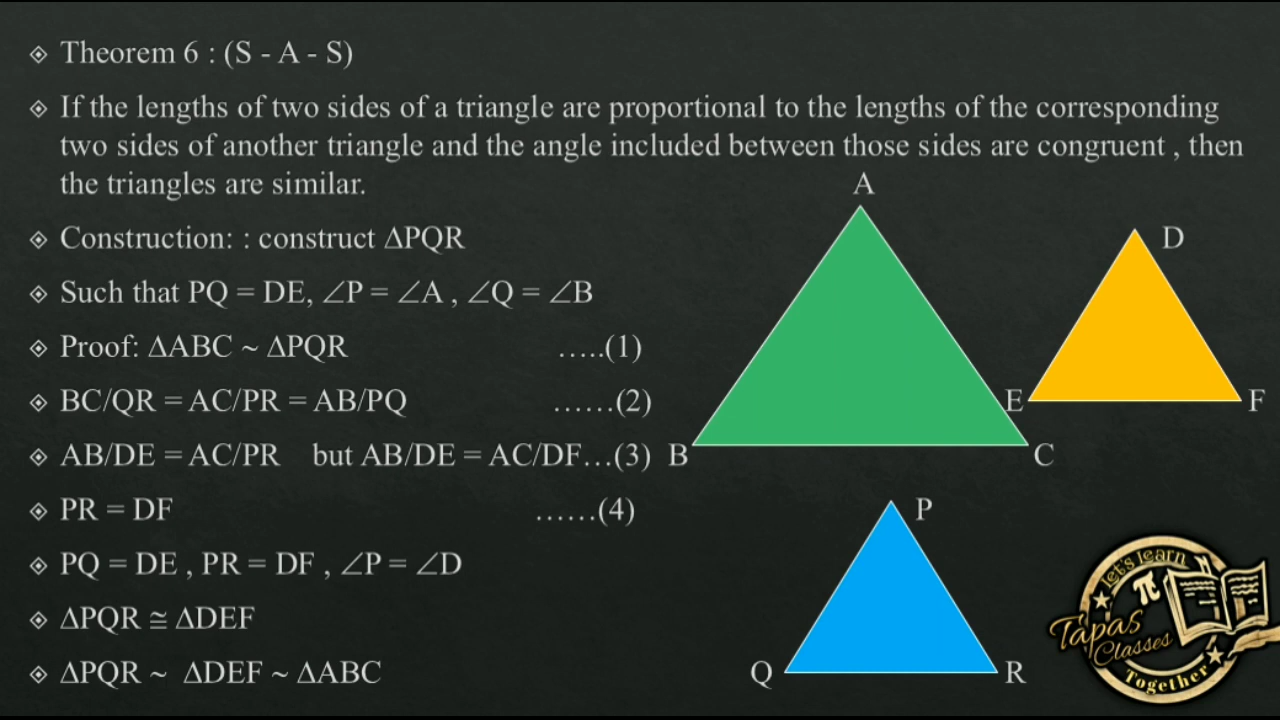 Theorem 6 : (S - A - S)
If the lengths of two sides of a triangle are proportional to the lengths of the corresponding
two sides of another triangle and the angle included between those sides are congruent , then
the triangles are similar.
A
Construction: : construct ΔPQR
D
Such that PQ = DE, ∠P = ∠A , ∠Q = ∠B
Proof: ΔABC ~ ΔPQR …..(1)
BC/QR = AC/PR = AB/PQ ……(2)
E
F
AB/DE = AC/PR but AB/DE = AC/DF…(3)
B
C
PR = DF ……(4)
P
PQ = DE , PR = DF , ∠P = ∠D
ΔPQR ≅ ΔDEF
ΔPQR ~ ΔDEF ~ ΔABC
Q
R
Let's learn
π
Tapas
Classes
Together